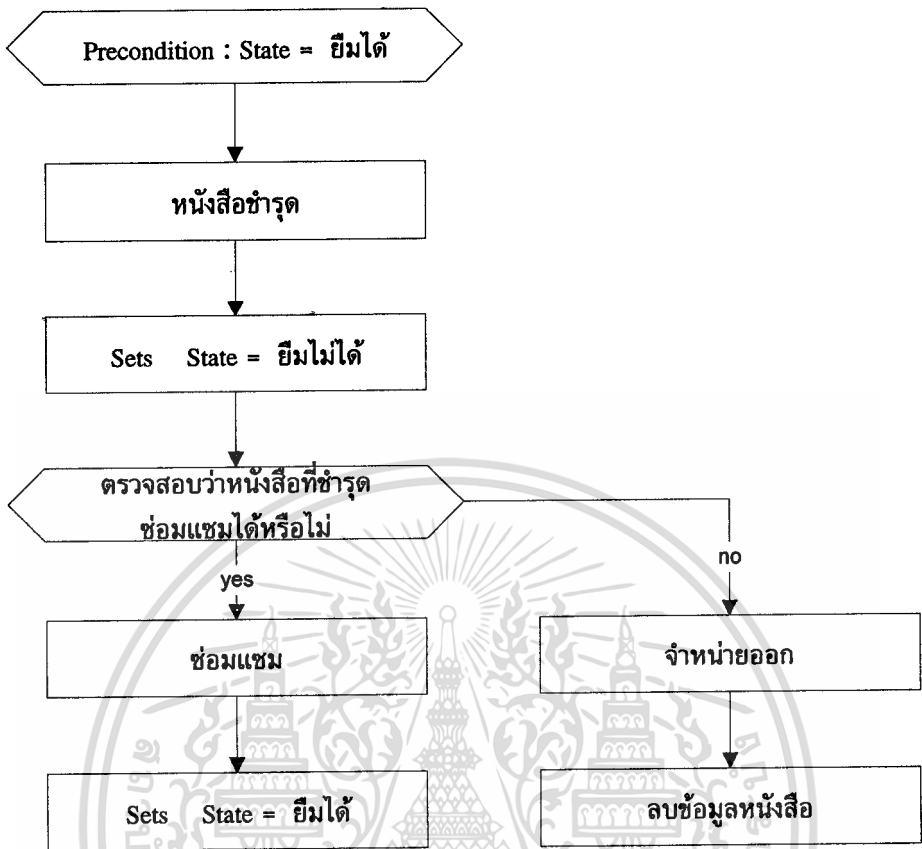 Precondition : State = ยืมได้
หนังสือชำรุด
Sets State = ยืมไม่ได้
ตรวจสอบว่าหนังสือที่ชำรุด
ซ่อมแซมได้หรือไม่
yes
no
ซ่อมแซม
จำหน่ายออก
Sets State = ยืมได้
ลบข้อมูลหนังสือ